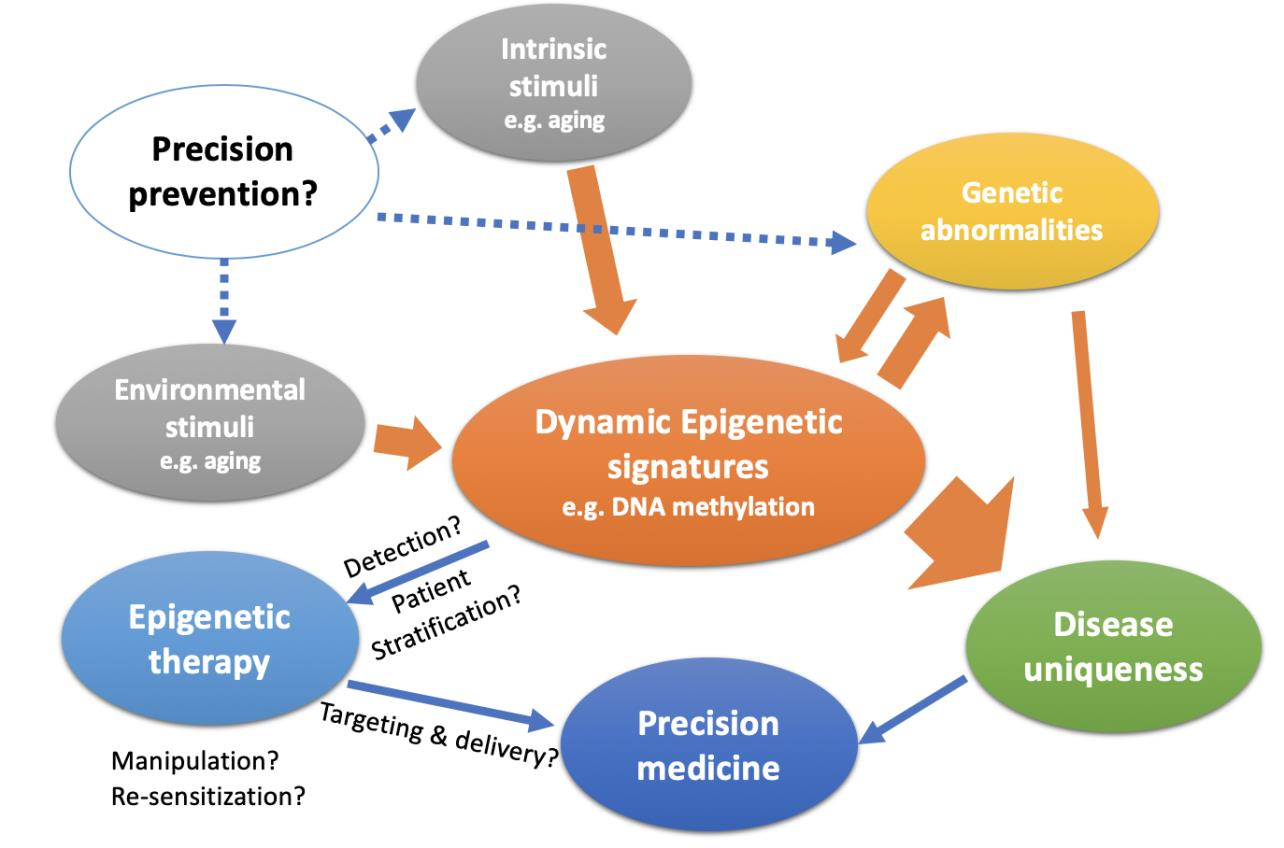 Intrinsic
stimuli
e.g. aging
Precision
prevention?
Genetic
abnormalities
Environmental
stimuli
e.g. aging
Dynamic Epigenetic
signatures
e.g. DNA methylation
Detection?
Patient
Stratification?
Epigenetic
therapy
Disease
uniqueness
Targeting & delivery?
Precision
medicine
Manipulation?
Re-sensitization?